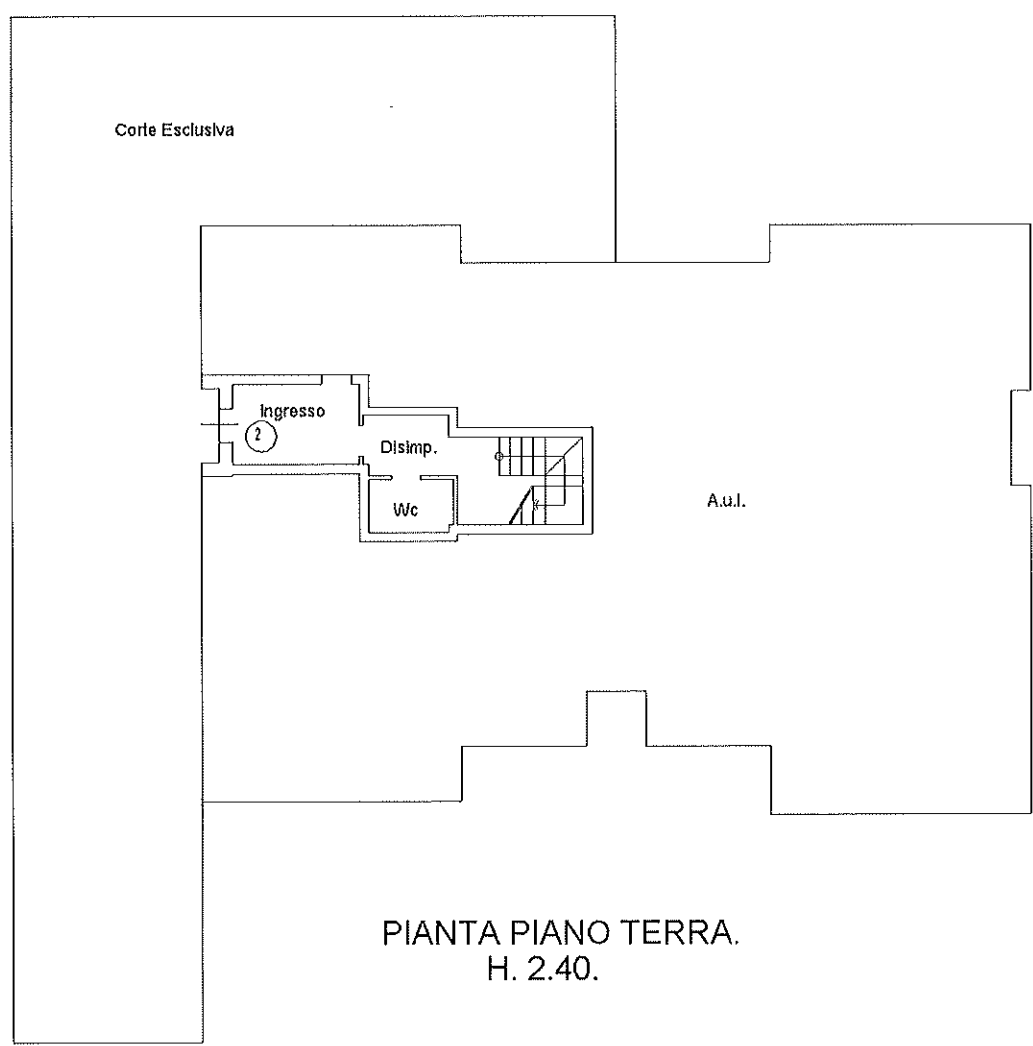 Corte Esclusiva
Ingresso
2
Disimp.
Wc
A.u.I.
PIANTA PIANO TERRA.
H. 2.40.